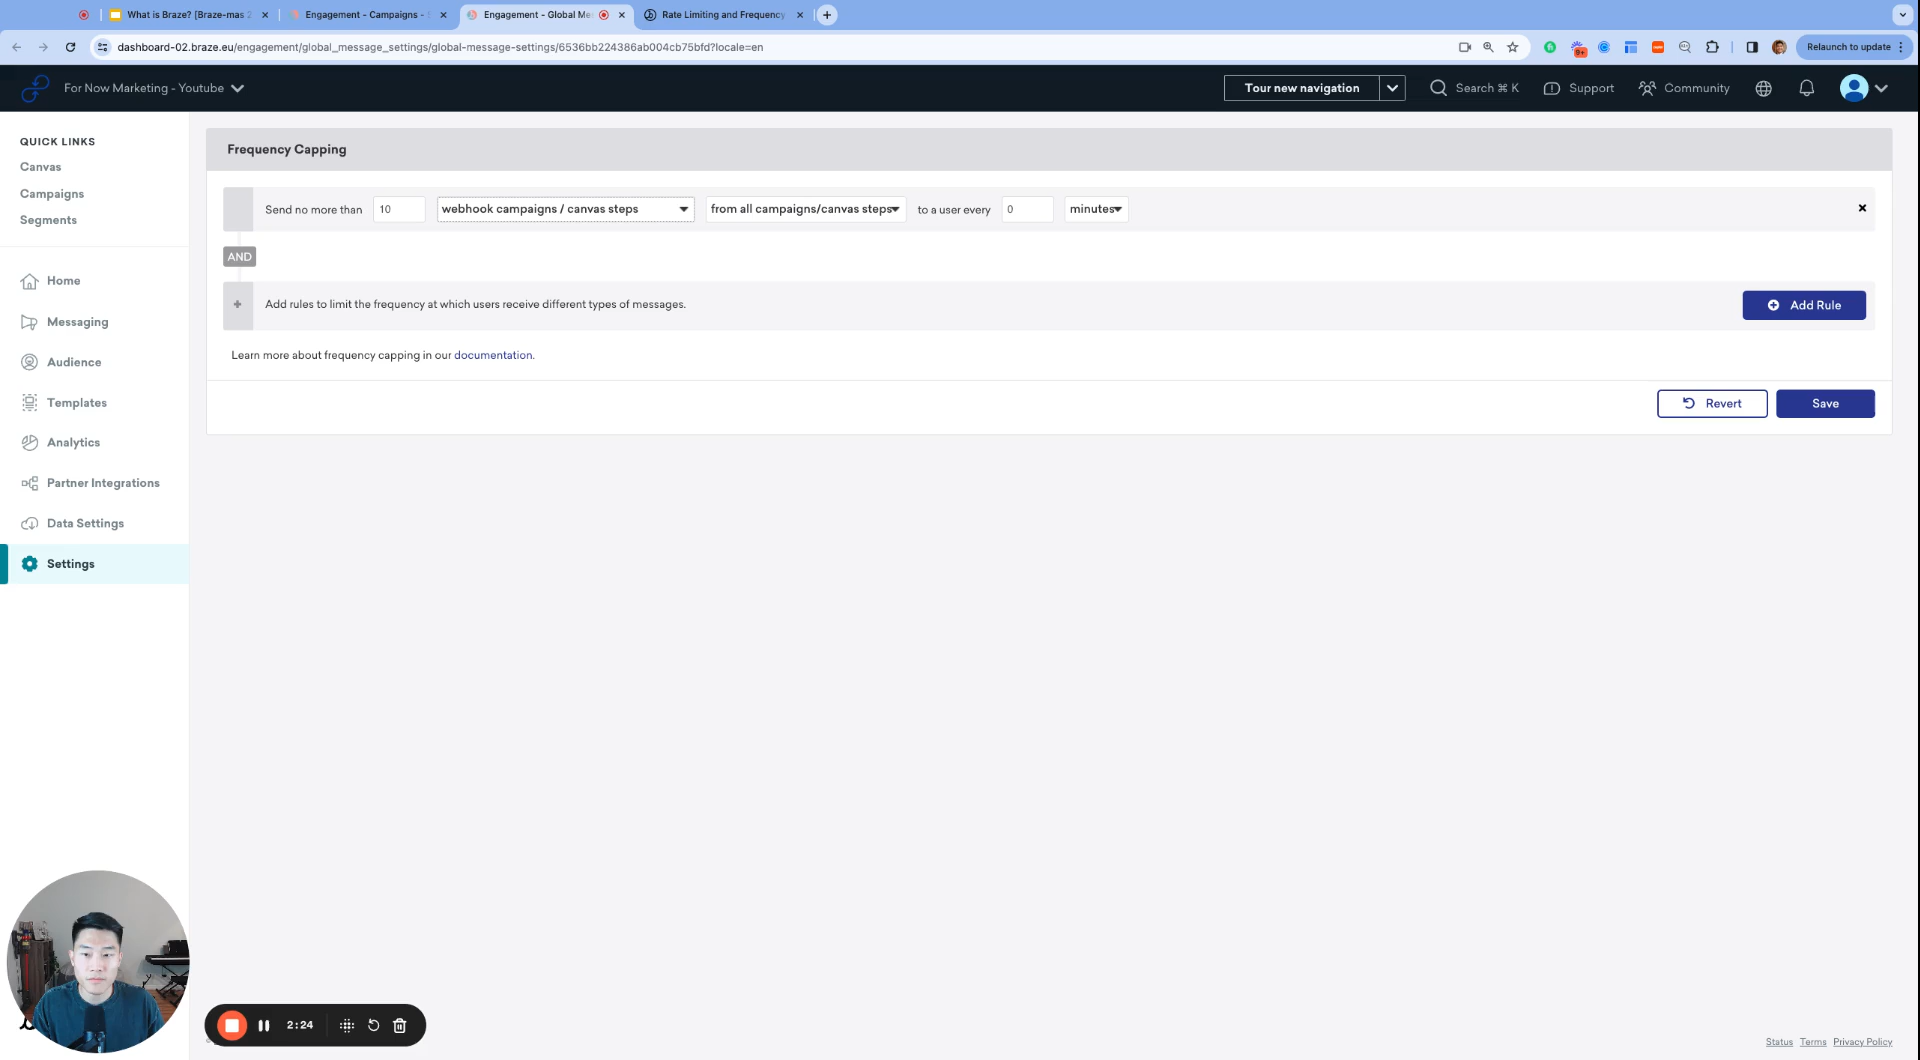 What is Braze? [Braze-mas 2
Engagement - Campaigns -
Engagement - Global Me
Rate Limiting and Frequency
dashboard-02.braze.eu/engagement/global_message_settings/global-message-settings/6536bb224386ab004cb75bfd?locale=en
9+
Relaunch to update
For Now Marketing - Youtube
Tour new navigation
Search ⌘ K
Support
Community
QUICK LINKS
Canvas
Campaigns
Segments
Home
Messaging
Audience
Templates
Analytics
Partner Integrations
Data Settings
Settings
Frequency Capping
Send no more than 10 webhook campaigns / canvas steps from all campaigns/canvas steps to a user every 0 minutes
AND
+ Add rules to limit the frequency at which users receive different types of messages.
Add Rule
Learn more about frequency capping in our documentation.
Revert
Save
2:24
Status Terms Privacy Policy